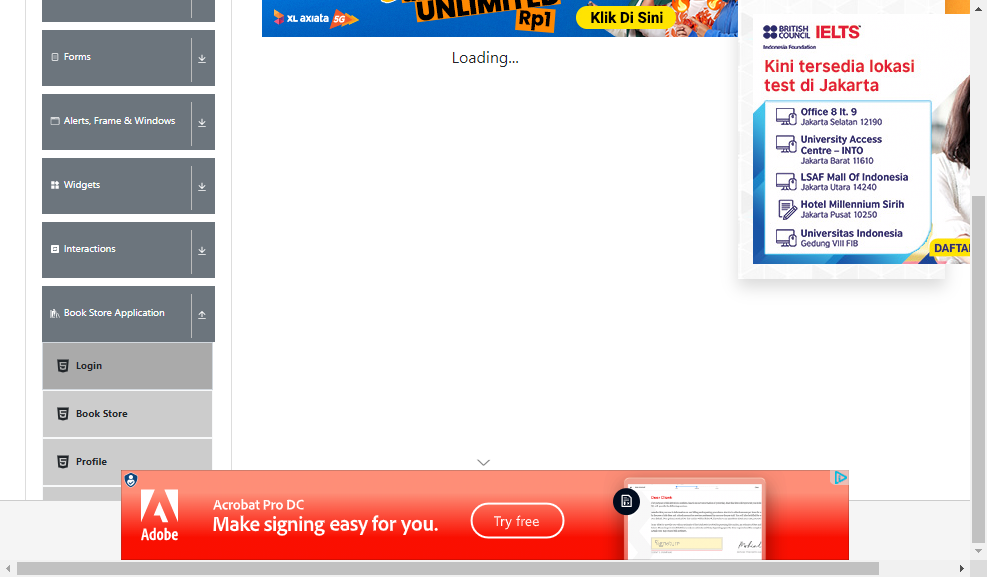 UNLIMITED
Rp1
XL axiata 5G
Klik Di Sini
Loading...
Forms
Alerts, Frame & Windows
Widgets
Interactions
Book Store Application
Login
Book Store
Profile
BRITISH COUNCIL IELTS
Indonesia Foundation
Kini tersedia lokasi
test di Jakarta
Office 8 lt. 9
Jakarta Selatan 12190
University Access
Centre – INTO
Jakarta Barat 11610
LSAF Mall Of Indonesia
Jakarta Utara 14240
Hotel Millennium Sirih
Jakarta Pusat 10250
Universitas Indonesia
Gedung VIII FIB
DAFTA
Adobe
Acrobat Pro DC
Make signing easy for you.
Try free
Dear Client